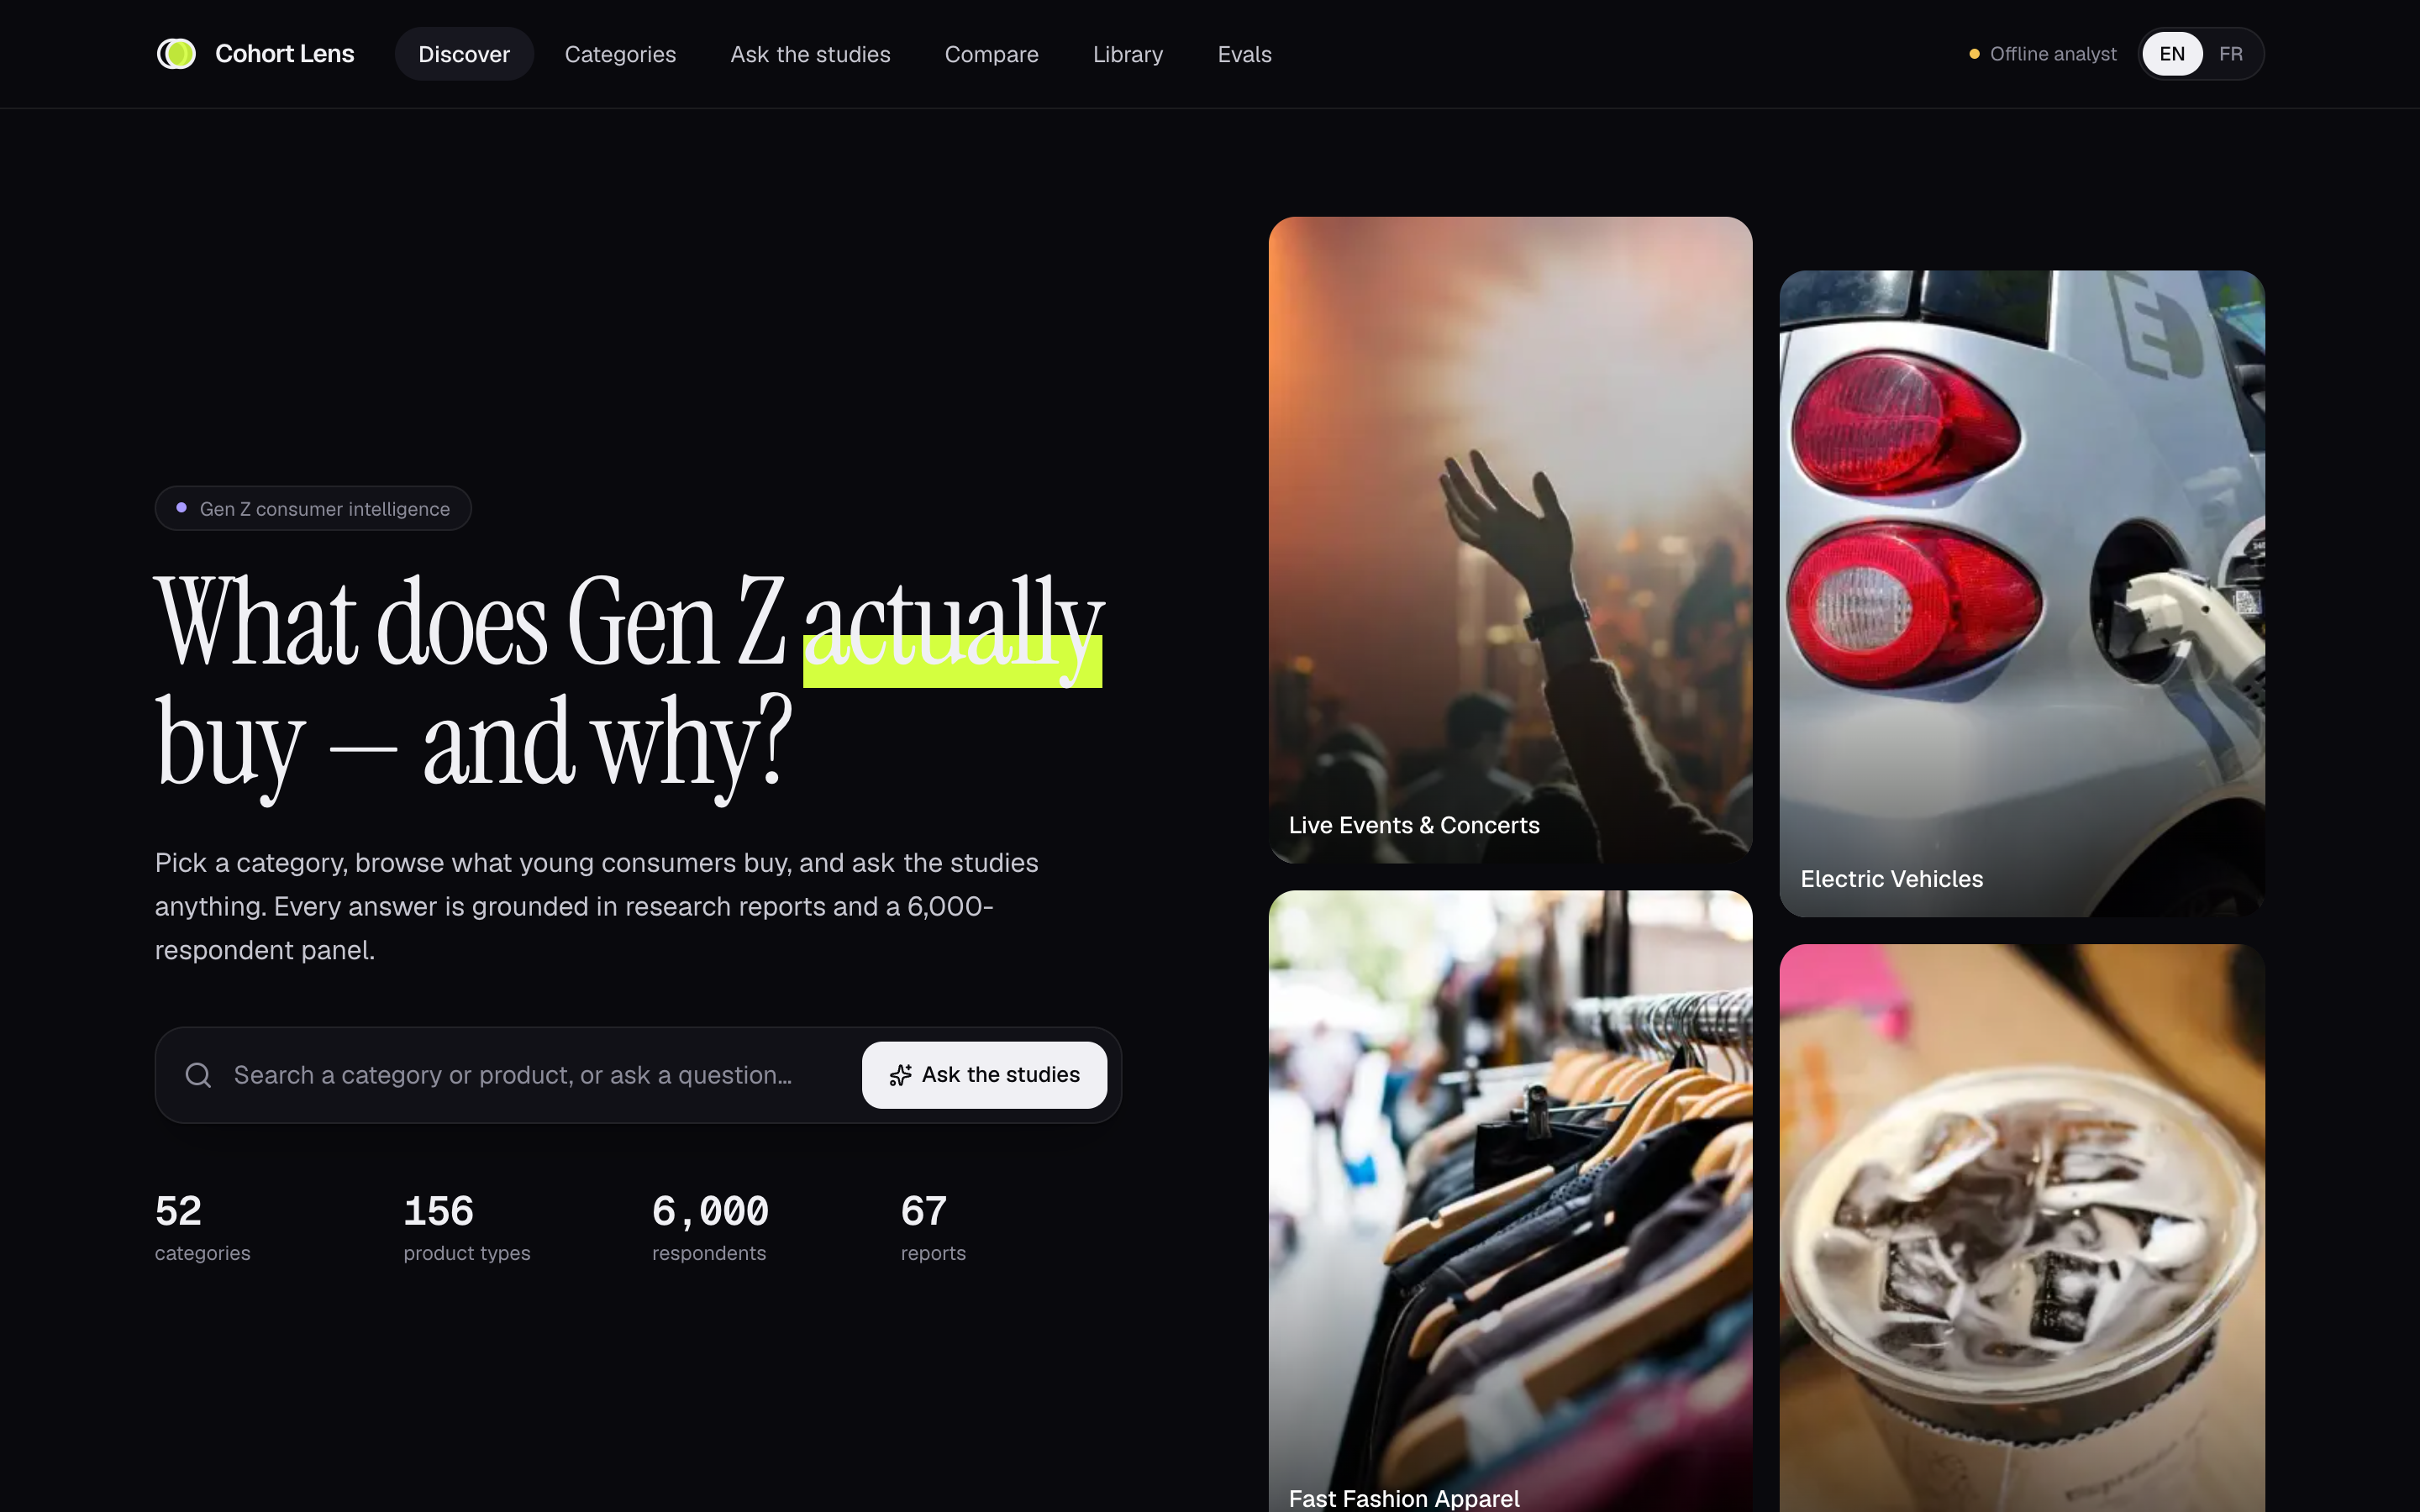 Cohort Lens
Discover
Categories
Ask the studies
Compare
Library
Evals
Offline analyst
EN
FR
Gen Z consumer intelligence
What does Gen Z actually
buy — and why?
Pick a category, browse what young consumers buy, and ask the studies
anything. Every answer is grounded in research reports and a 6,000-
respondent panel.
Search a category or product, or ask a question...
Ask the studies
52
categories
156
product types
6,000
respondents
67
reports
Live Events & Concerts
Electric Vehicles
Fast Fashion Apparel